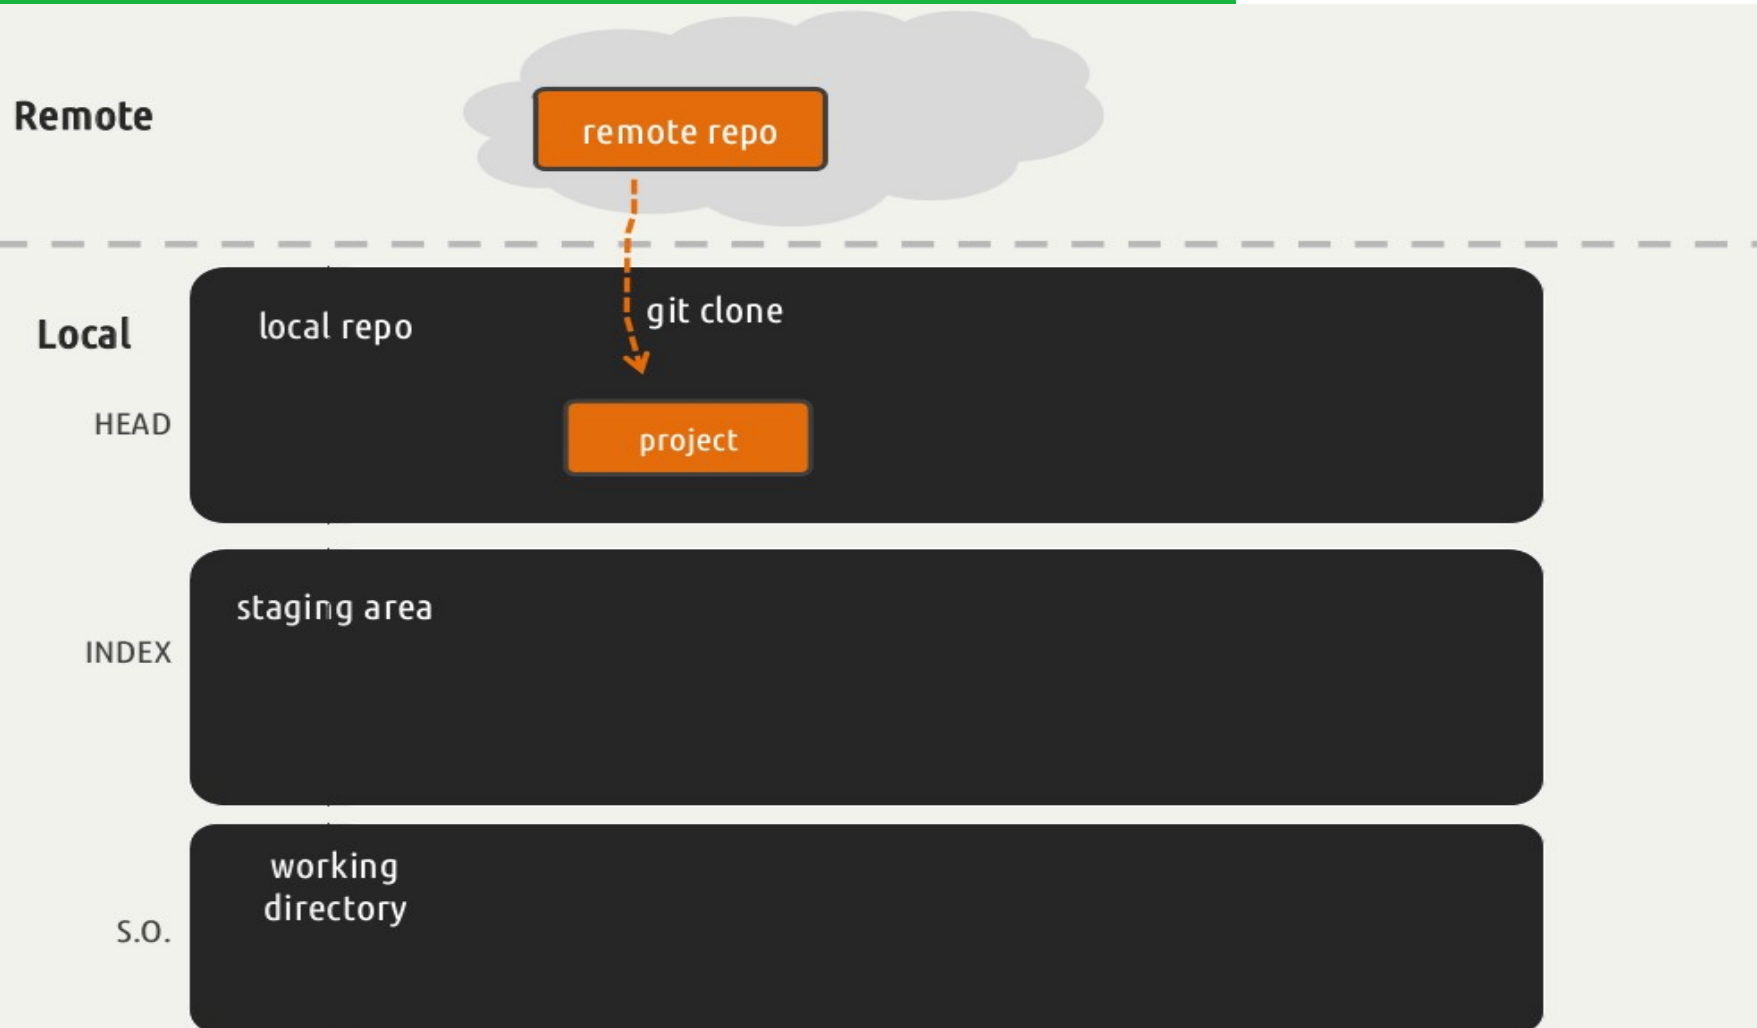 Remote
remote repo
Local
local repo
git clone
HEAD
project
staging area
INDEX
working
directory
S.O.